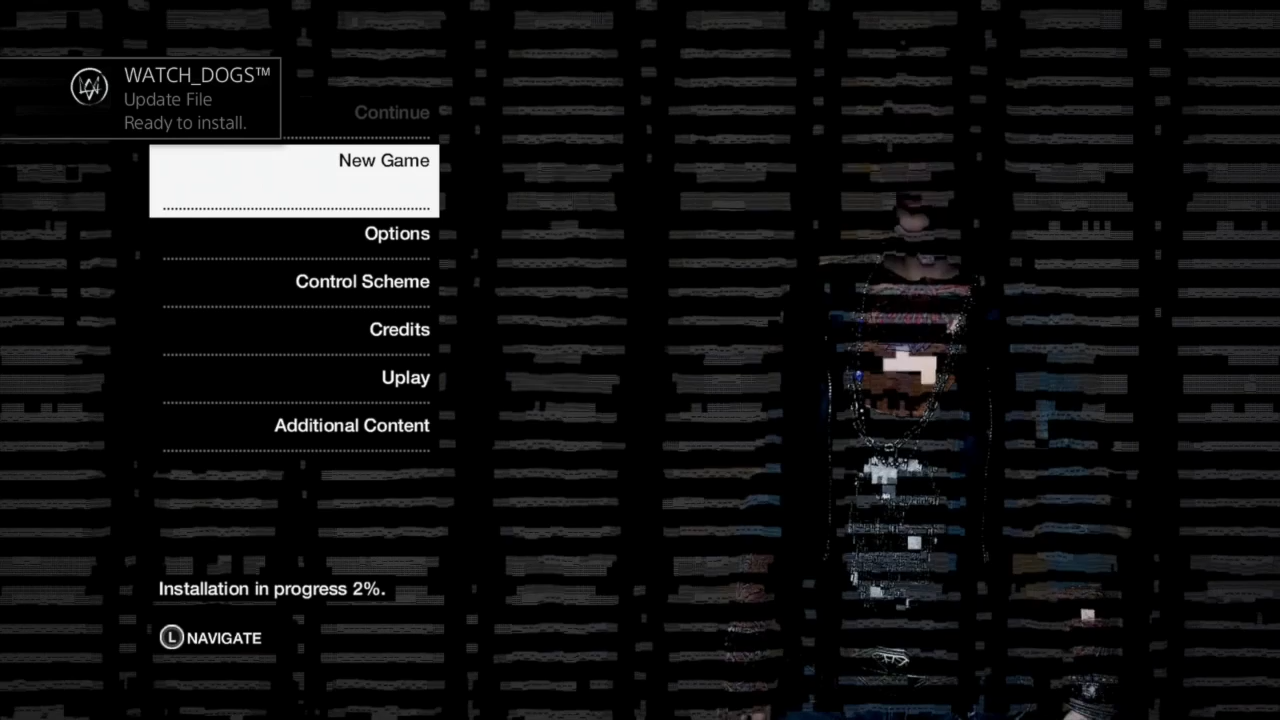 WATCH_DOGS™
Update File
Ready to install.
Continue
New Game
Options
Control Scheme
Credits
Uplay
Additional Content
Installation in progress 2%.
L NAVIGATE